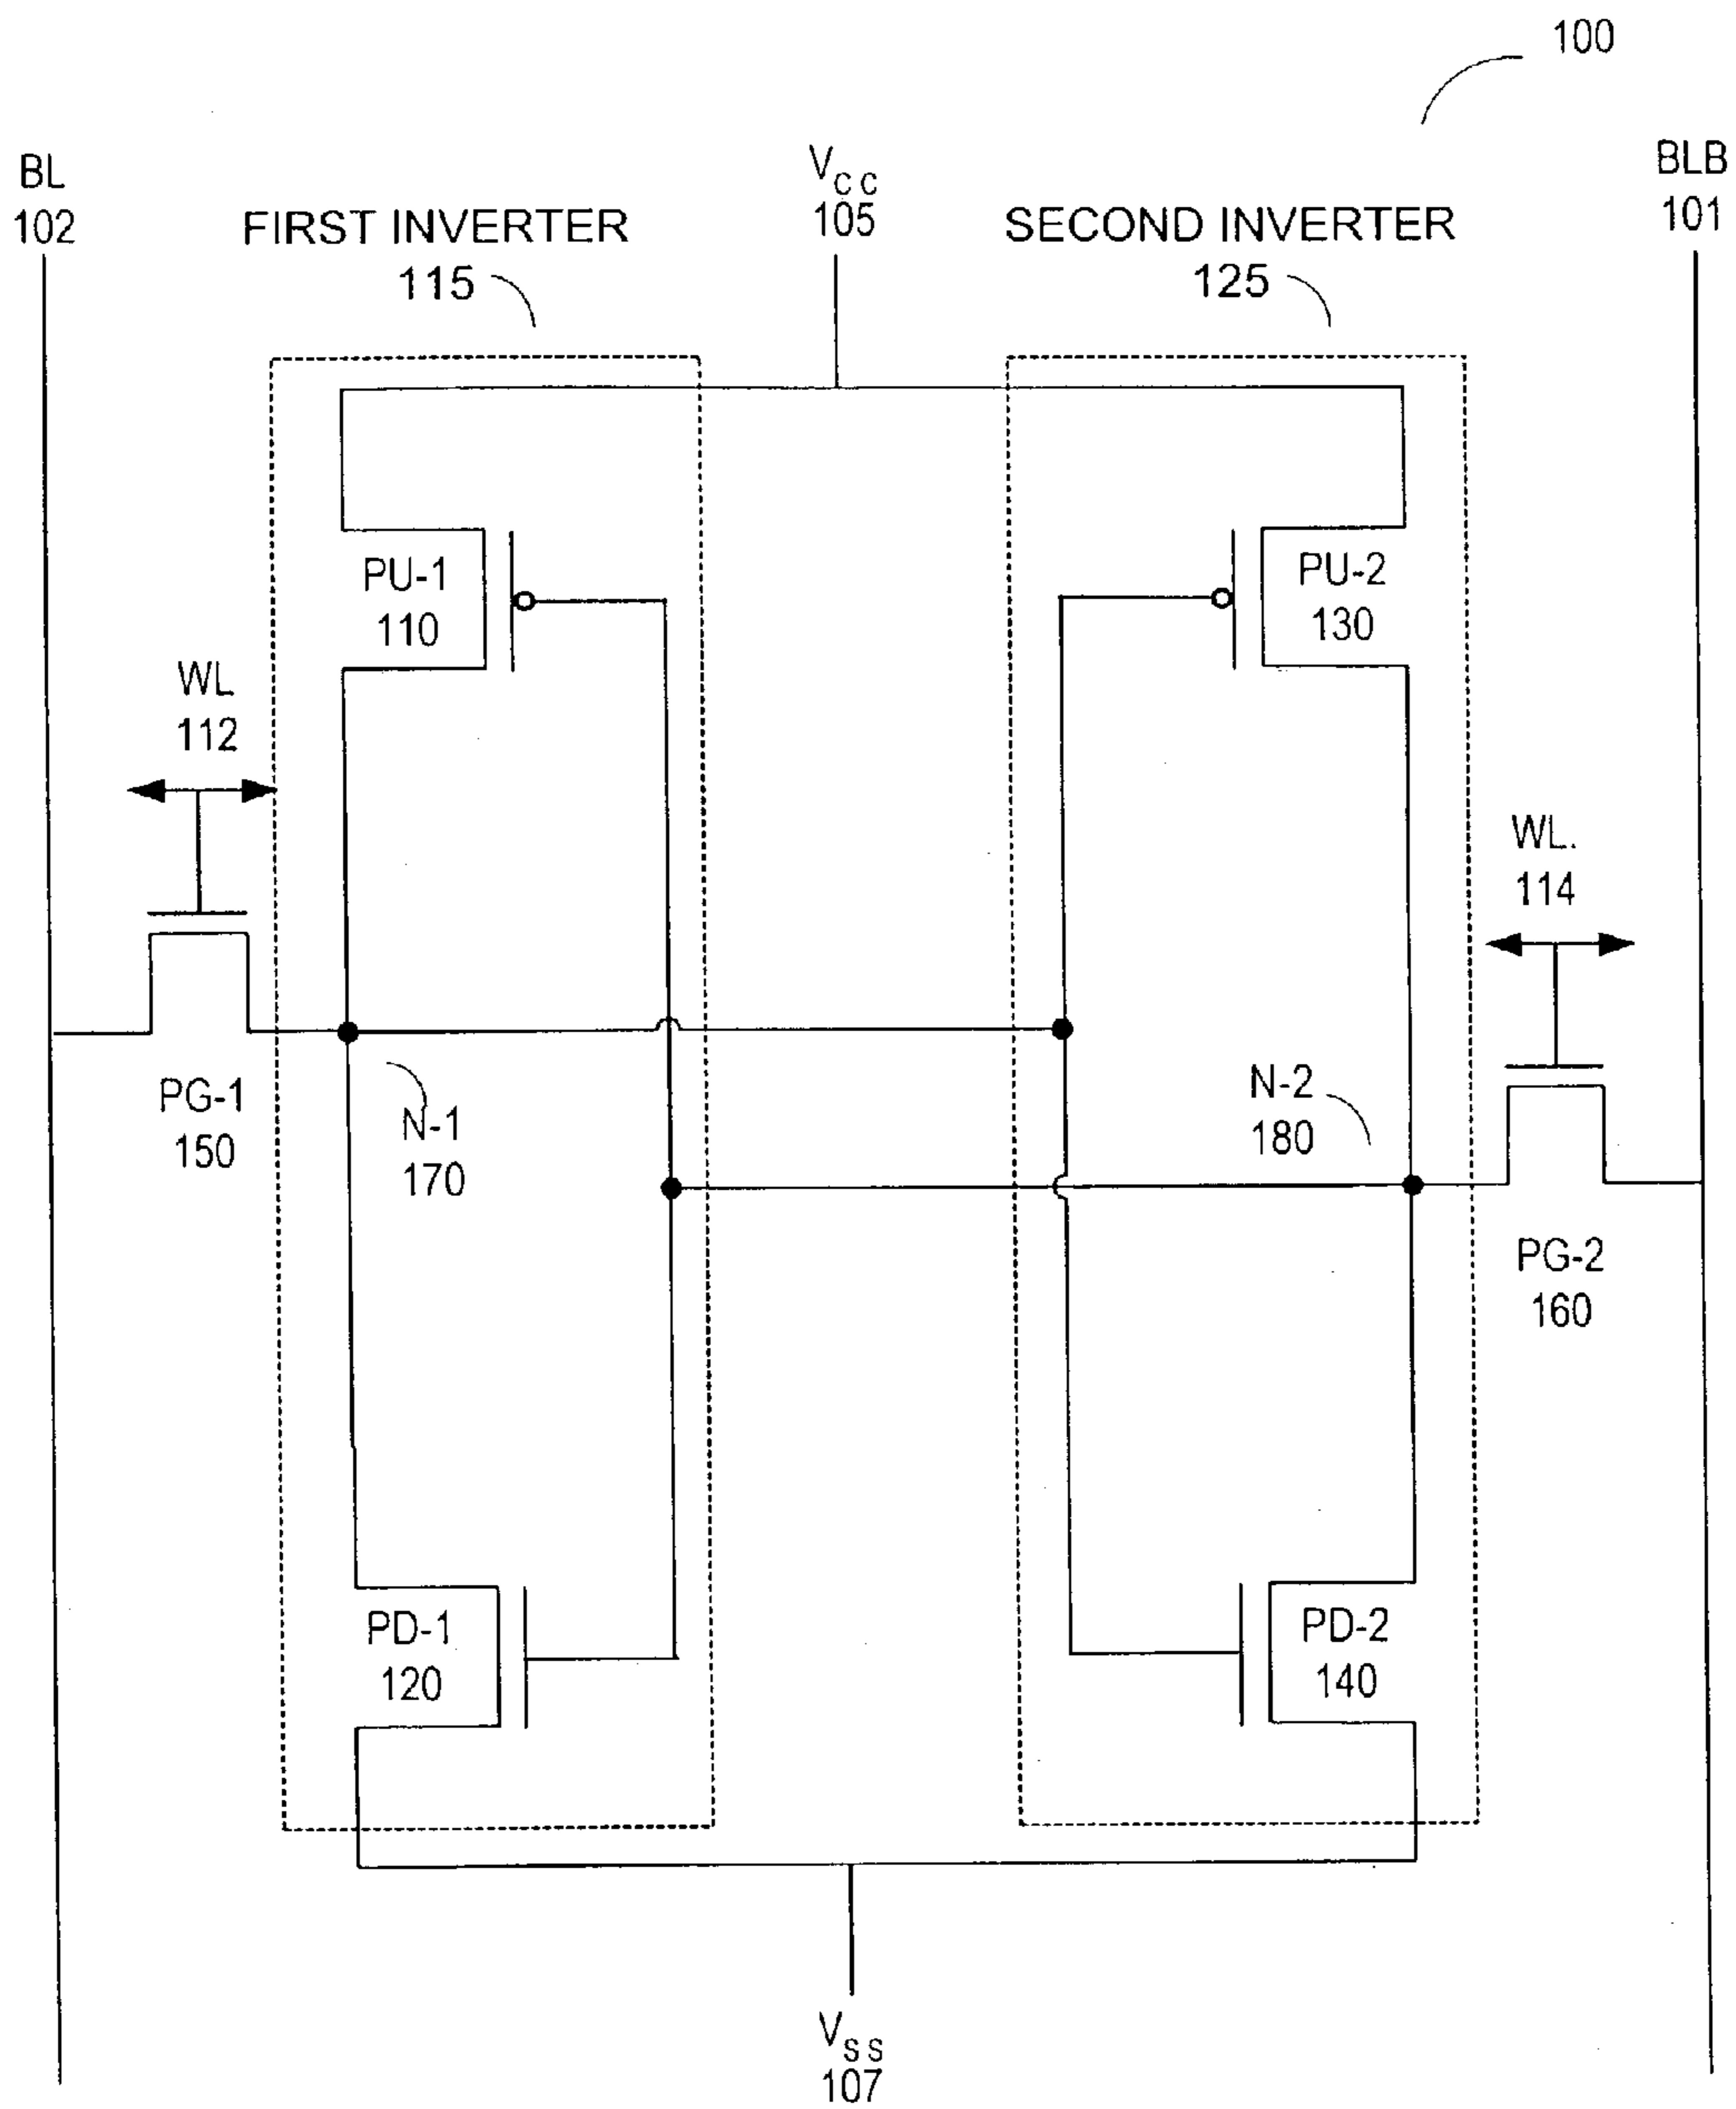 100
BL
102
FIRST INVERTER
115
VCC
105
SECOND INVERTER
125
BLB
101
PU-1
110
PU-2
130
WL
112
WL.
114
PG-1
150
N-1
170
N-2
180
PG-2
160
PD-1
120
PD-2
140
VSS
107